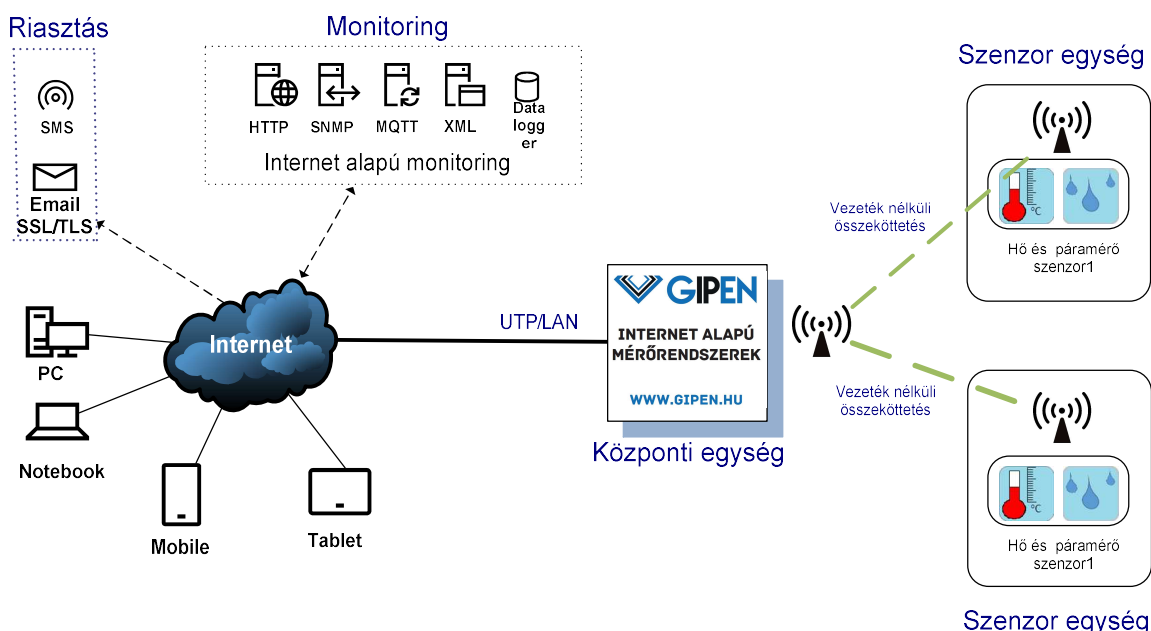 Riasztás
SMS
Email
SSL/TLS
Monitoring
HTTP
SNMP
MQTT
XML
Data
logg
er
Internet alapú monitoring
Internet
PC
Notebook
Mobile
Tablet
UTP/LAN
GIPEN
INTERNET ALAPÚ
MÉRŐRENDSZEREK
WWW.GIPEN.HU
Központi egység
Vezeték nélküli
összeköttetés
Vezeték nélküli
összeköttetés
Szenzor egység
°C
Hő és páramérő
szenzor1
°C
Hő és páramérő
szenzor1
Szenzor egység